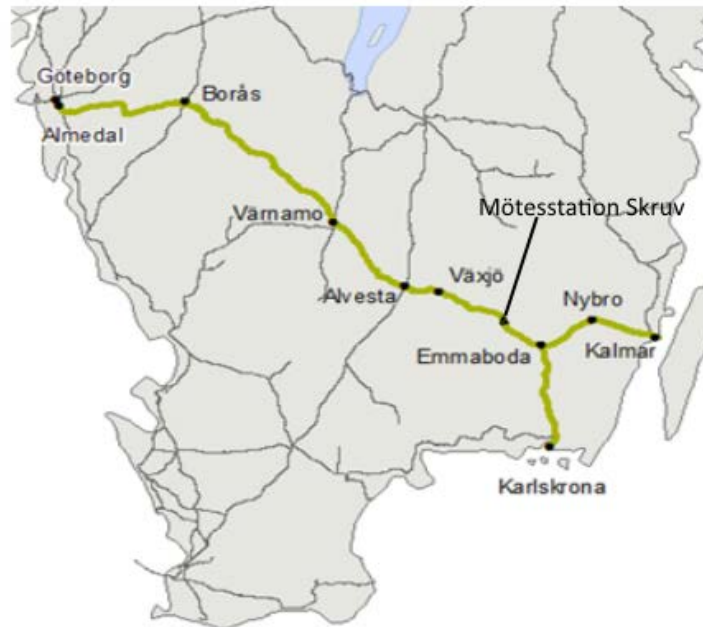 Göteborg
Borås
Almedal
Mötesstation Skruv
Värnamo
Växjö
Alvesta
Nybro
Emmaboda
Kalmar
Karlskrona